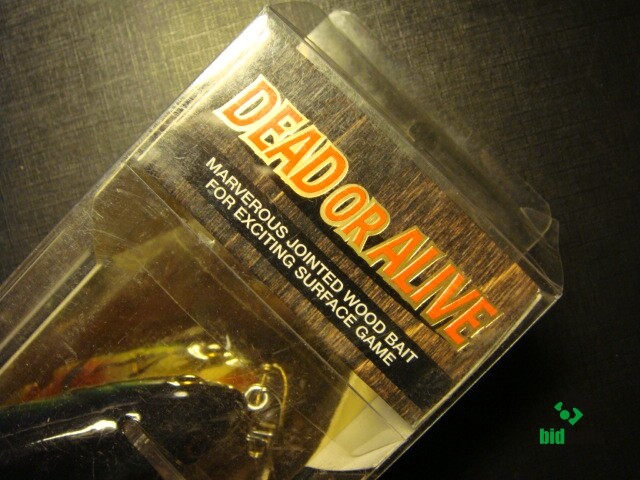 DEAD OR ALIVE
MARVEROUS JOINTED WOOD BAIT
FOR EXCITING SURFACE GAME
bid